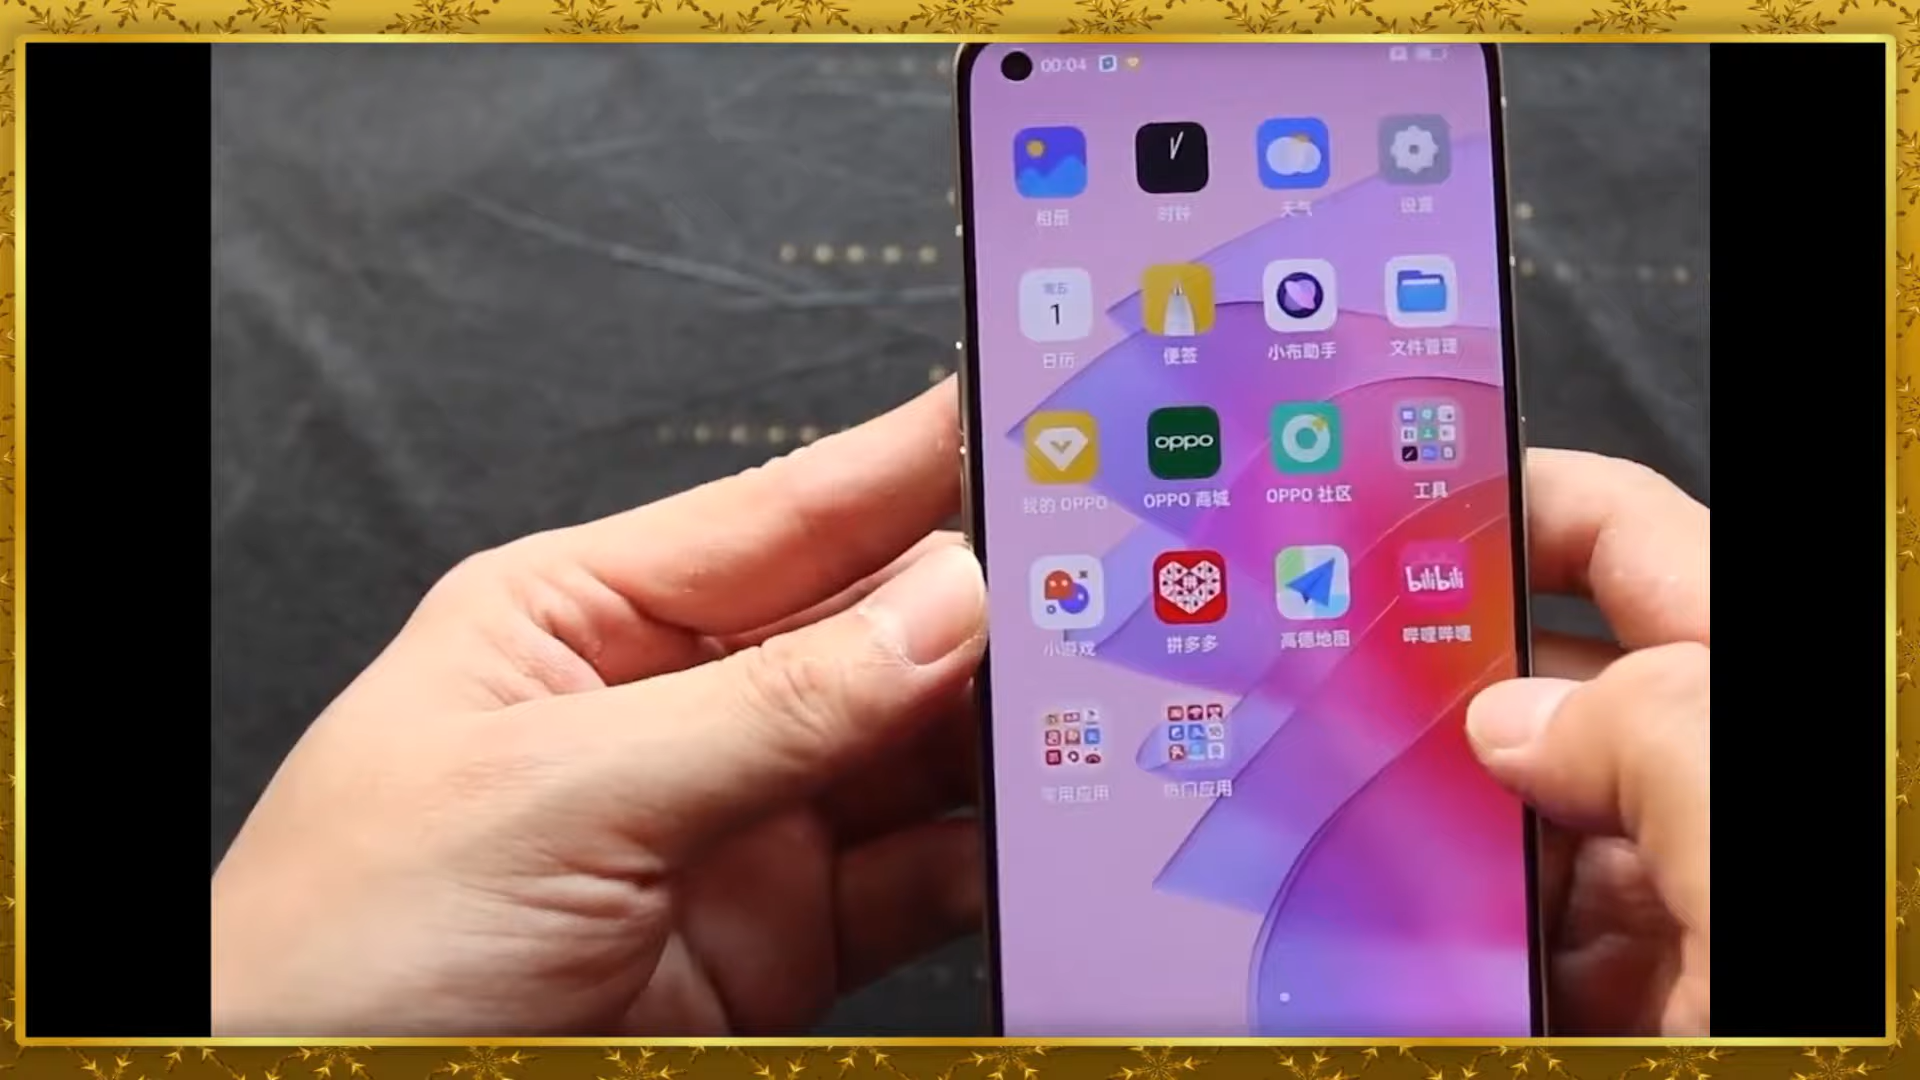 00:04
相册 时钟 天气 设置
周五
1
日历 便签 小布助手 文件管理
oppo
我的 OPPO OPPO 商城 OPPO 社区 工具
拼
bilibili
小游戏 拼多多 高德地图 哔哩哔哩
常用应用 热门应用